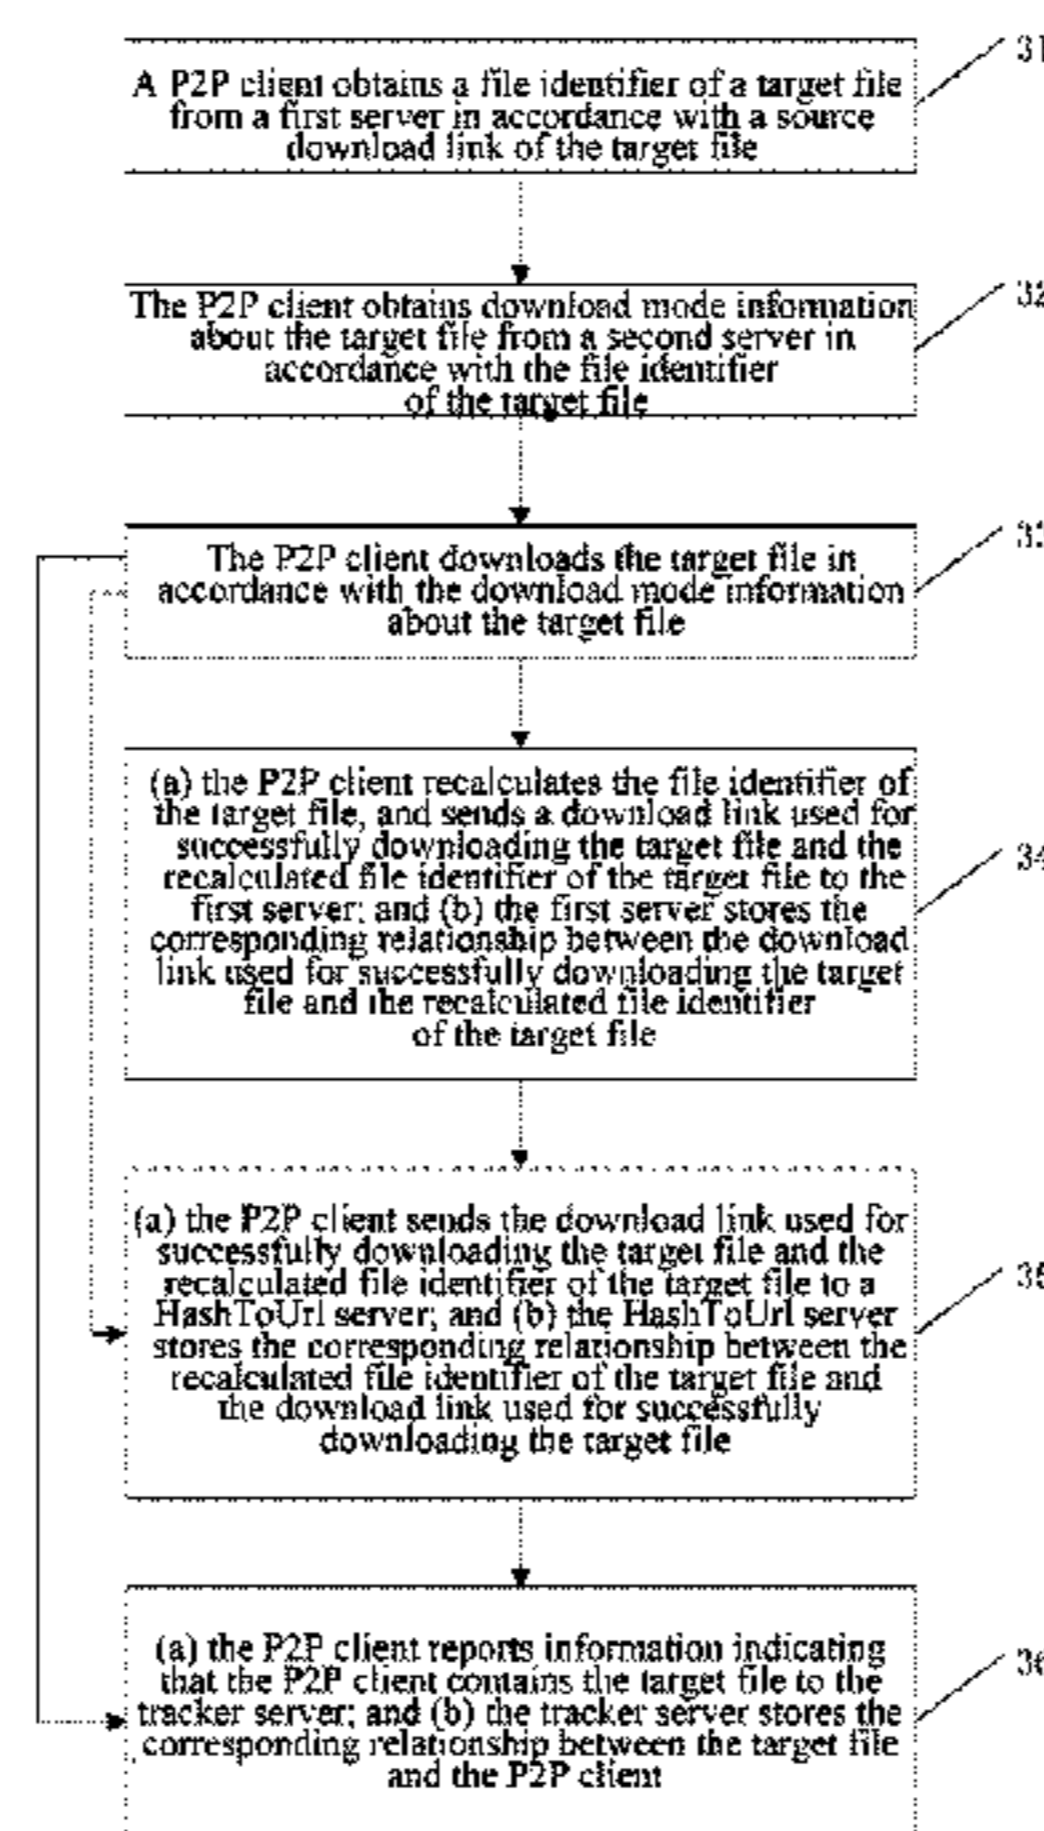 A P2P client obtains a file identifier of a target file
from a first server in accordance with a source
download link of the target file
31
The P2P client obtains download mode information
about the target file from a second server in
accordance with the file identifier
of the target file
32
The P2P client downloads the target file in
accordance with the download mode information
about the target file
33
(a) the P2P client recalculates the file identifier of
the target file, and sends a download link used for
successfully downloading the target file and the
recalculated file identifier of the target file to the
first server; and (b) the first server stores the
corresponding relationship between the download
link used for successfully downloading the target
file and the recalculated file identifier
of the target file
34
(a) the P2P client sends the download link used for
successfully downloading the target file and the
recalculated file identifier of the target file to a
HashToUrl server; and (b) the HashToUrl server
stores the corresponding relationship between the
recalculated file identifier of the target file and
the download link used for successfully
downloading the target file
35
(a) the P2P client reports information indicating
that the P2P client contains the target file to the
tracker server; and (b) the tracker server stores the
corresponding relationship between the target file
and the P2P client
36